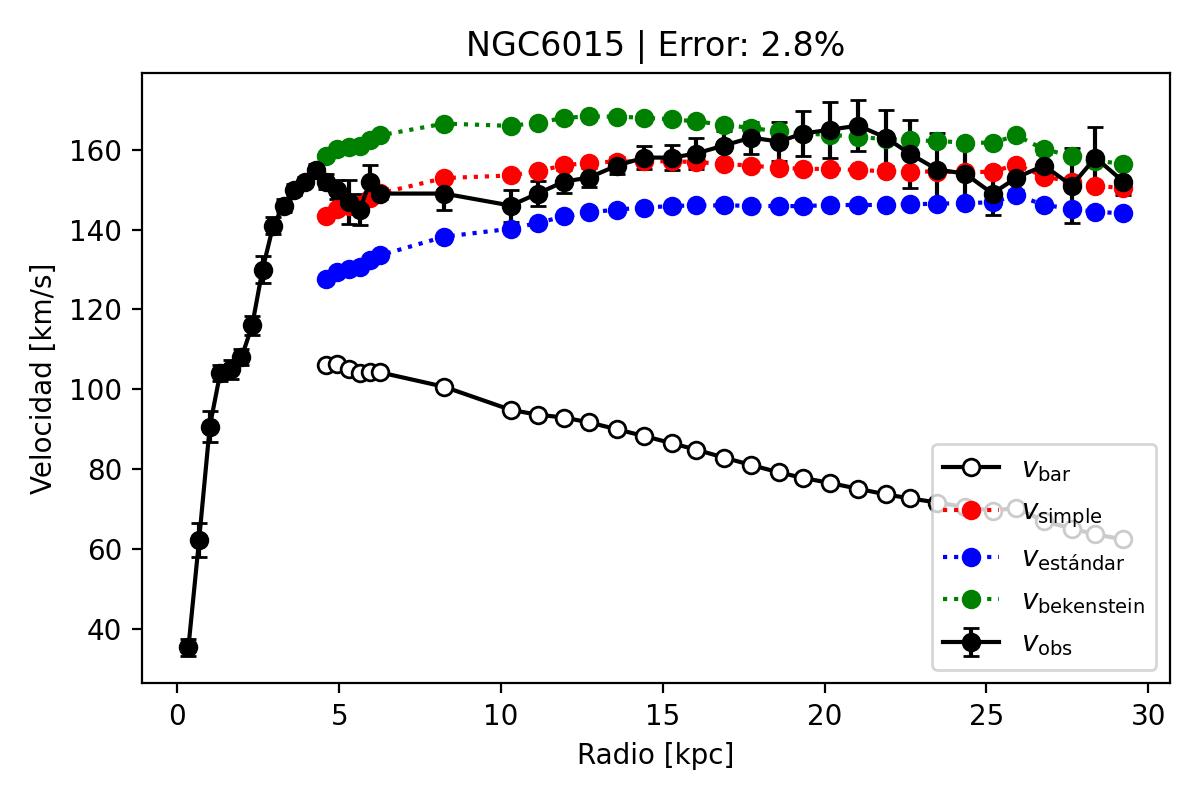 NGC6015 | Error: 2.8%
Velocidad [km/s]
160
140
120
100
80
60
40
v_bar
v_simple
v_estándar
v_bekenstein
v_obs
0 5 10 15 20 25 30
Radio [kpc]